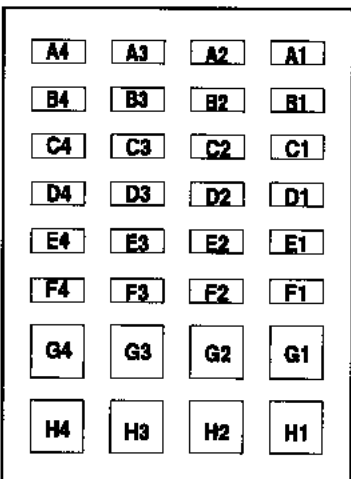 A4 A3 A2 A1
B4 B3 B2 B1
C4 C3 C2 C1
D4 D3 D2 D1
E4 E3 E2 E1
F4 F3 F2 F1
G4 G3 G2 G1
H4 H3 H2 H1